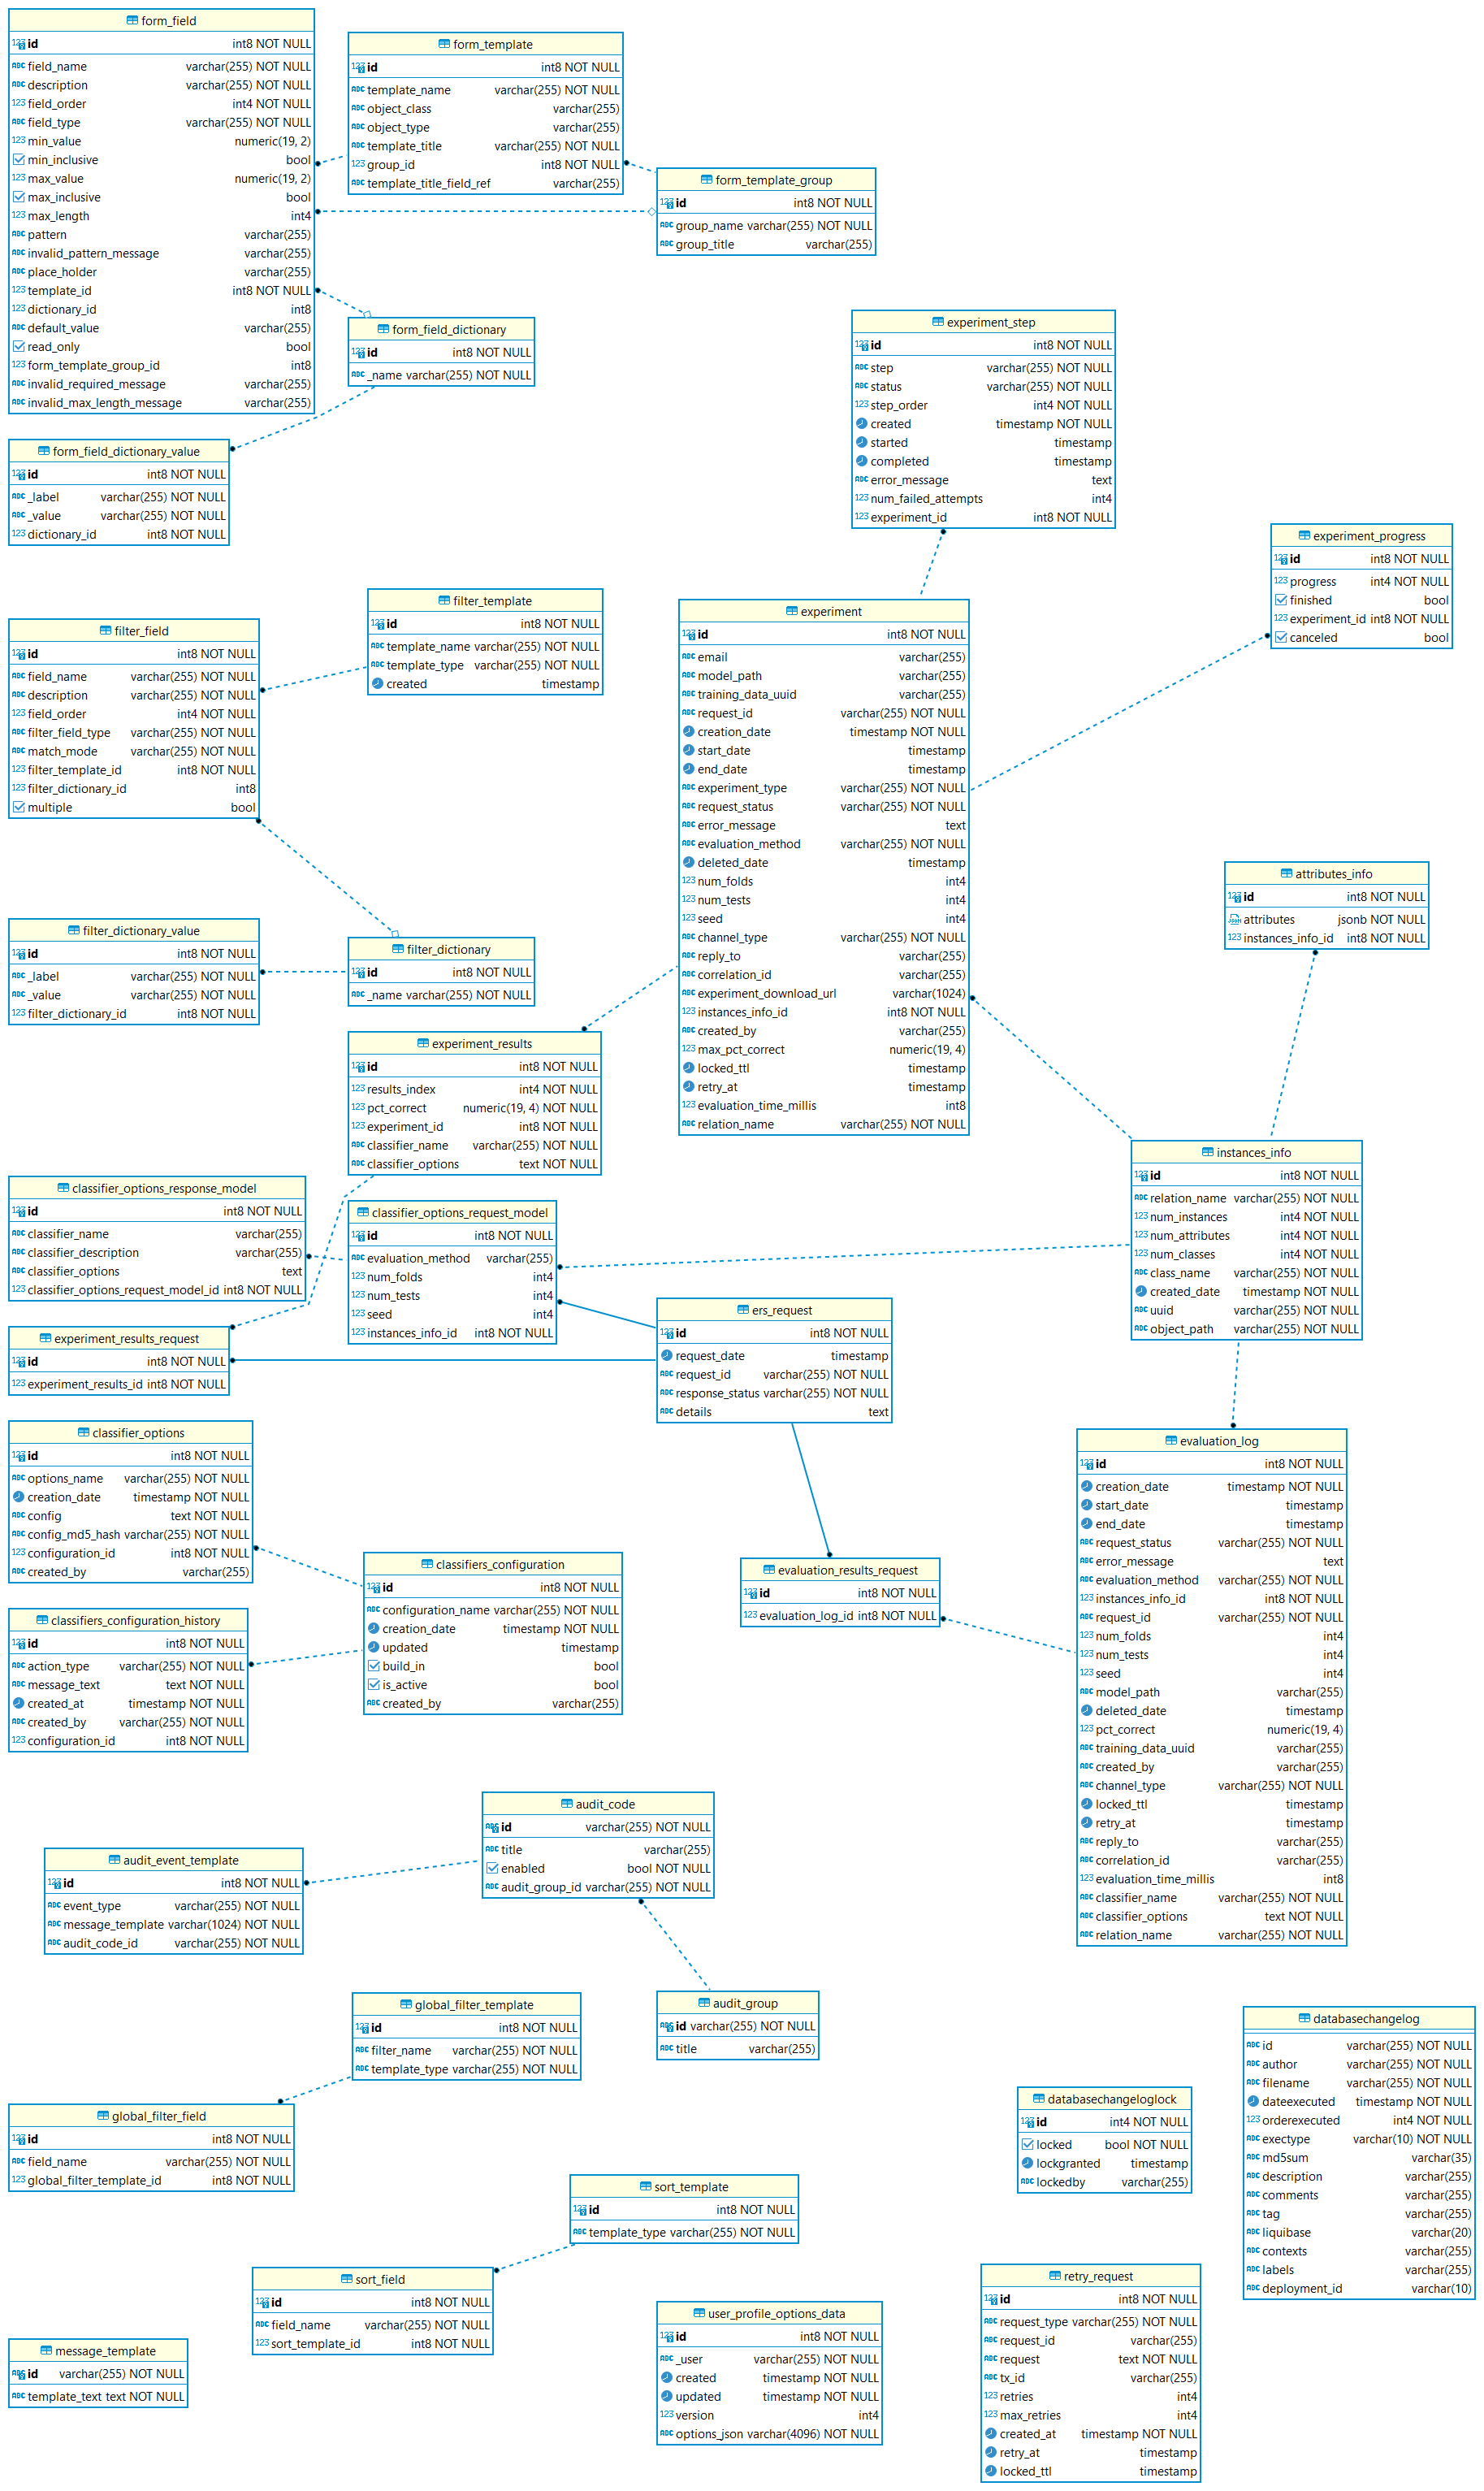 form_field
id int8 NOT NULL
field_name varchar(255) NOT NULL
description varchar(255) NOT NULL
field_order int4 NOT NULL
field_type varchar(255) NOT NULL
min_value numeric(19, 2)
min_inclusive bool
max_value numeric(19, 2)
max_inclusive bool
max_length int4
pattern varchar(255)
invalid_pattern_message varchar(255)
place_holder varchar(255)
template_id int8 NOT NULL
dictionary_id int8
default_value varchar(255)
read_only bool
form_template_group_id int8
invalid_required_message varchar(255)
invalid_max_length_message varchar(255)
form_template
id int8 NOT NULL
template_name varchar(255) NOT NULL
object_class varchar(255)
object_type varchar(255)
template_title varchar(255) NOT NULL
group_id int8 NOT NULL
template_title_field_ref varchar(255)
form_template_group
id int8 NOT NULL
group_name varchar(255) NOT NULL
group_title varchar(255)
form_field_dictionary
id int8 NOT NULL
_name varchar(255) NOT NULL
form_field_dictionary_value
id int8 NOT NULL
_label varchar(255) NOT NULL
_value varchar(255) NOT NULL
dictionary_id int8 NOT NULL
experiment_step
id int8 NOT NULL
step varchar(255) NOT NULL
status varchar(255) NOT NULL
step_order int4 NOT NULL
created timestamp NOT NULL
started timestamp
completed timestamp
error_message text
num_failed_attempts int4
experiment_id int8 NOT NULL
experiment_progress
id int8 NOT NULL
progress int4 NOT NULL
finished bool
experiment_id int8 NOT NULL
canceled bool
filter_template
id int8 NOT NULL
template_name varchar(255) NOT NULL
template_type varchar(255) NOT NULL
created timestamp
filter_field
id int8 NOT NULL
field_name varchar(255) NOT NULL
description varchar(255) NOT NULL
field_order int4 NOT NULL
filter_field_type varchar(255) NOT NULL
match_mode varchar(255) NOT NULL
filter_template_id int8 NOT NULL
filter_dictionary_id int8
multiple bool
experiment
id int8 NOT NULL
email varchar(255)
model_path varchar(255)
training_data_uuid varchar(255)
request_id varchar(255) NOT NULL
creation_date timestamp NOT NULL
start_date timestamp
end_date timestamp
experiment_type varchar(255) NOT NULL
request_status varchar(255) NOT NULL
error_message text
evaluation_method varchar(255) NOT NULL
deleted_date timestamp
num_folds int4
num_tests int4
seed int4
channel_type varchar(255) NOT NULL
reply_to varchar(255)
correlation_id varchar(255)
experiment_download_url varchar(1024)
instances_info_id int8 NOT NULL
created_by varchar(255)
max_pct_correct numeric(19, 4)
locked_ttl timestamp
retry_at timestamp
evaluation_time_millis int8
relation_name varchar(255) NOT NULL
attributes_info
id int8 NOT NULL
attributes jsonb NOT NULL
instances_info_id int8 NOT NULL
filter_dictionary_value
id int8 NOT NULL
_label varchar(255) NOT NULL
_value varchar(255) NOT NULL
filter_dictionary_id int8 NOT NULL
filter_dictionary
id int8 NOT NULL
_name varchar(255) NOT NULL
experiment_results
id int8 NOT NULL
results_index int4 NOT NULL
pct_correct numeric(19, 4) NOT NULL
experiment_id int8 NOT NULL
classifier_name varchar(255) NOT NULL
classifier_options text NOT NULL
instances_info
id int8 NOT NULL
relation_name varchar(255) NOT NULL
num_instances int4 NOT NULL
num_attributes int4 NOT NULL
num_classes int4 NOT NULL
class_name varchar(255) NOT NULL
created_date timestamp NOT NULL
uuid varchar(255) NOT NULL
object_path varchar(255) NOT NULL
classifier_options_response_model
id int8 NOT NULL
classifier_name varchar(255)
classifier_description varchar(255)
classifier_options text
classifier_options_request_model_id int8 NOT NULL
classifier_options_request_model
id int8 NOT NULL
evaluation_method varchar(255)
num_folds int4
num_tests int4
seed int4
instances_info_id int8 NOT NULL
ers_request
id int8 NOT NULL
request_date timestamp
request_id varchar(255) NOT NULL
response_status varchar(255) NOT NULL
details text
experiment_results_request
id int8 NOT NULL
experiment_results_id int8 NOT NULL
classifier_options
id int8 NOT NULL
options_name varchar(255) NOT NULL
creation_date timestamp NOT NULL
config text NOT NULL
config_md5_hash varchar(255) NOT NULL
configuration_id int8 NOT NULL
created_by varchar(255)
evaluation_log
id int8 NOT NULL
creation_date timestamp NOT NULL
start_date timestamp
end_date timestamp
request_status varchar(255) NOT NULL
error_message text
evaluation_method varchar(255) NOT NULL
instances_info_id int8 NOT NULL
request_id varchar(255) NOT NULL
num_folds int4
num_tests int4
seed int4
model_path varchar(255)
deleted_date timestamp
pct_correct numeric(19, 4)
training_data_uuid varchar(255)
created_by varchar(255)
channel_type varchar(255) NOT NULL
locked_ttl timestamp
retry_at timestamp
reply_to varchar(255)
correlation_id varchar(255)
evaluation_time_millis int8
classifier_name varchar(255) NOT NULL
classifier_options text NOT NULL
relation_name varchar(255) NOT NULL
classifiers_configuration
id int8 NOT NULL
configuration_name varchar(255) NOT NULL
creation_date timestamp NOT NULL
updated timestamp
build_in bool
is_active bool
created_by varchar(255)
evaluation_results_request
id int8 NOT NULL
evaluation_log_id int8 NOT NULL
classifiers_configuration_history
id int8 NOT NULL
action_type varchar(255) NOT NULL
message_text text NOT NULL
created_at timestamp NOT NULL
created_by varchar(255) NOT NULL
configuration_id int8 NOT NULL
audit_code
id varchar(255) NOT NULL
title varchar(255)
enabled bool NOT NULL
audit_group_id varchar(255) NOT NULL
audit_event_template
id int8 NOT NULL
event_type varchar(255) NOT NULL
message_template varchar(1024) NOT NULL
audit_code_id varchar(255) NOT NULL
audit_group
id varchar(255) NOT NULL
title varchar(255)
global_filter_template
id int8 NOT NULL
filter_name varchar(255) NOT NULL
template_type varchar(255) NOT NULL
databasechangelog
id varchar(255) NOT NULL
author varchar(255) NOT NULL
filename varchar(255) NOT NULL
dateexecuted timestamp NOT NULL
orderexecuted int4 NOT NULL
exectype varchar(10) NOT NULL
md5sum varchar(35)
description varchar(255)
comments varchar(255)
tag varchar(255)
liquibase varchar(20)
contexts varchar(255)
labels varchar(255)
deployment_id varchar(10)
databasechangeloglock
id int4 NOT NULL
locked bool NOT NULL
lockgranted timestamp
lockedby varchar(255)
global_filter_field
id int8 NOT NULL
field_name varchar(255) NOT NULL
global_filter_template_id int8 NOT NULL
sort_template
id int8 NOT NULL
template_type varchar(255) NOT NULL
sort_field
id int8 NOT NULL
field_name varchar(255) NOT NULL
sort_template_id int8 NOT NULL
retry_request
id int8 NOT NULL
request_type varchar(255) NOT NULL
request_id varchar(255)
request text NOT NULL
tx_id varchar(255)
retries int4
max_retries int4
created_at timestamp NOT NULL
retry_at timestamp
locked_ttl timestamp
user_profile_options_data
id int8 NOT NULL
_user varchar(255) NOT NULL
created timestamp NOT NULL
updated timestamp NOT NULL
version int4
options_json varchar(4096) NOT NULL
message_template
id varchar(255) NOT NULL
template_text text NOT NULL